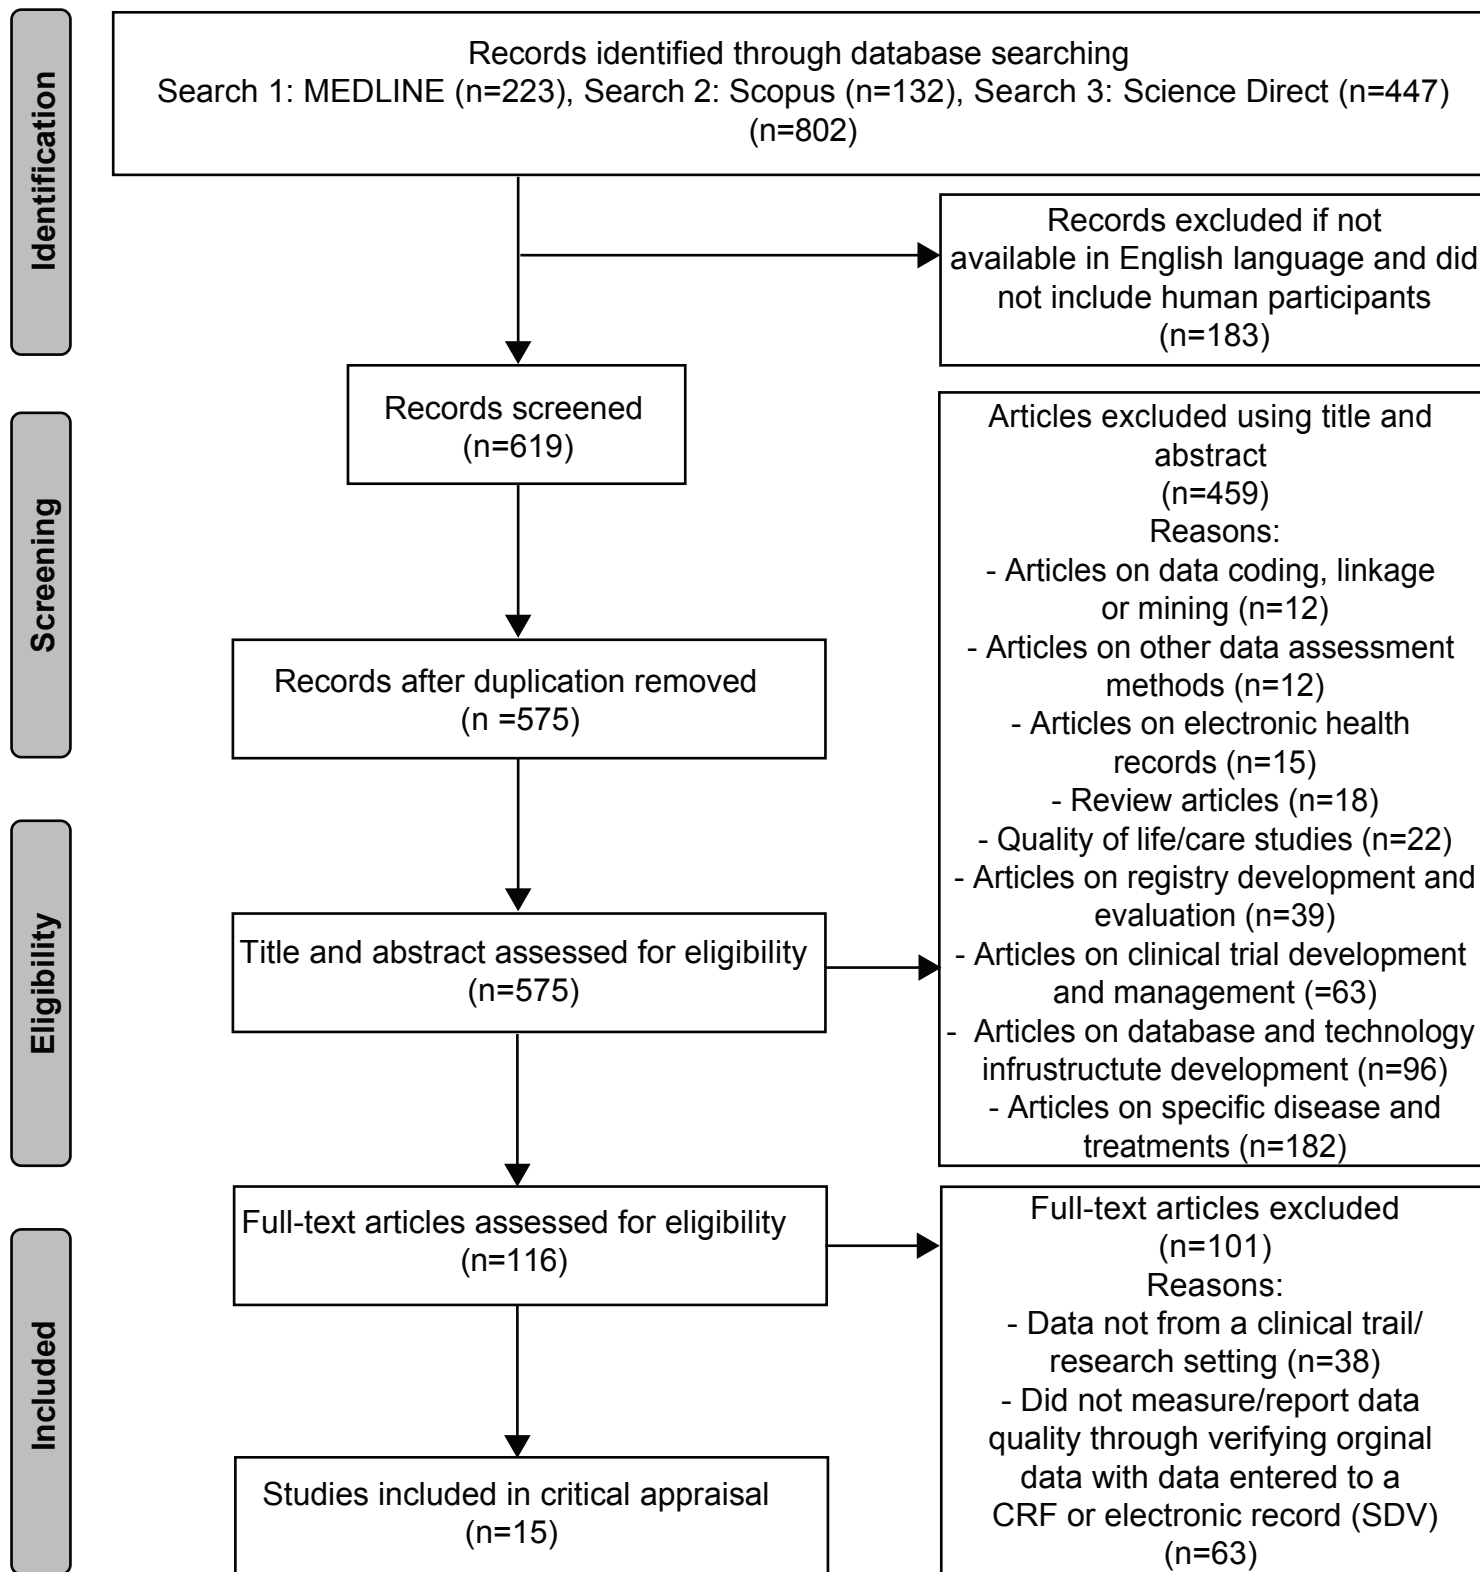 Identification
Records identified through database searching
Search 1: MEDLINE (n=223), Search 2: Scopus (n=132), Search 3: Science Direct (n=447)
(n=802)
Records excluded if not
available in English language and did
not include human participants
(n=183)
Screening
Records screened
(n=619)
Records after duplication removed
(n =575)
Articles excluded using title and
abstract
(n=459)
Reasons:
- Articles on data coding, linkage
or mining (n=12)
- Articles on other data assessment
methods (n=12)
- Articles on electronic health
records (n=15)
- Review articles (n=18)
- Quality of life/care studies (n=22)
- Articles on registry development and
evaluation (n=39)
- Articles on clinical trial development
and management (=63)
- Articles on database and technology
infrustructute development (n=96)
- Articles on specific disease and
treatments (n=182)
Eligibility
Title and abstract assessed for eligibility
(n=575)
Full-text articles assessed for eligibility
(n=116)
Full-text articles excluded
(n=101)
Reasons:
- Data not from a clinical trail/
research setting (n=38)
- Did not measure/report data
quality through verifying orginal
data with data entered to a
CRF or electronic record (SDV)
(n=63)
Included
Studies included in critical appraisal
(n=15)